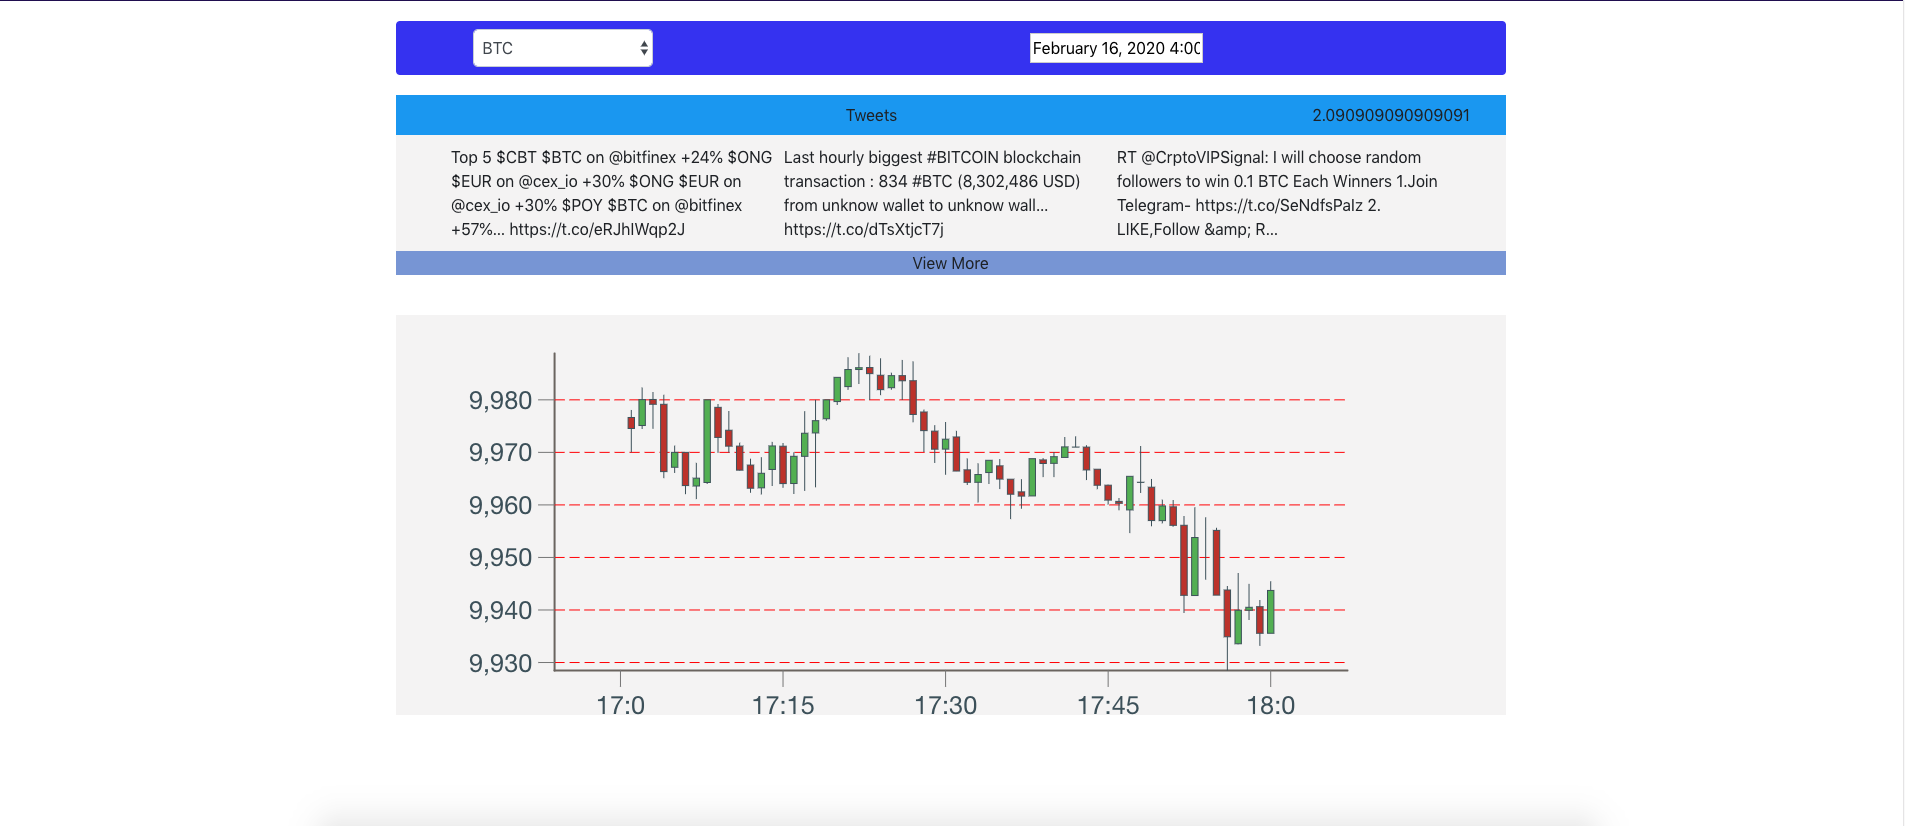 BTC
February 16, 2020 4:00
Tweets
2.090909090909091
Top 5 $CBT $BTC on @bitfinex +24% $ONG
$EUR on @cex_io +30% $ONG $EUR on
@cex_io +30% $POY $BTC on @bitfinex
+57%... https://t.co/eRJhIWqp2J
Last hourly biggest #BITCOIN blockchain
transaction : 834 #BTC (8,302,486 USD)
from unknow wallet to unknow wall...
https://t.co/dTsXtjcT7j
RT @CrptoVIPSignal: I will choose random
followers to win 0.1 BTC Each Winners 1.Join
Telegram- https://t.co/SeNdfsPalz 2.
LIKE,Follow &amp; R...
View More
9,980
9,970
9,960
9,950
9,940
9,930
17:0
17:15
17:30
17:45
18:0